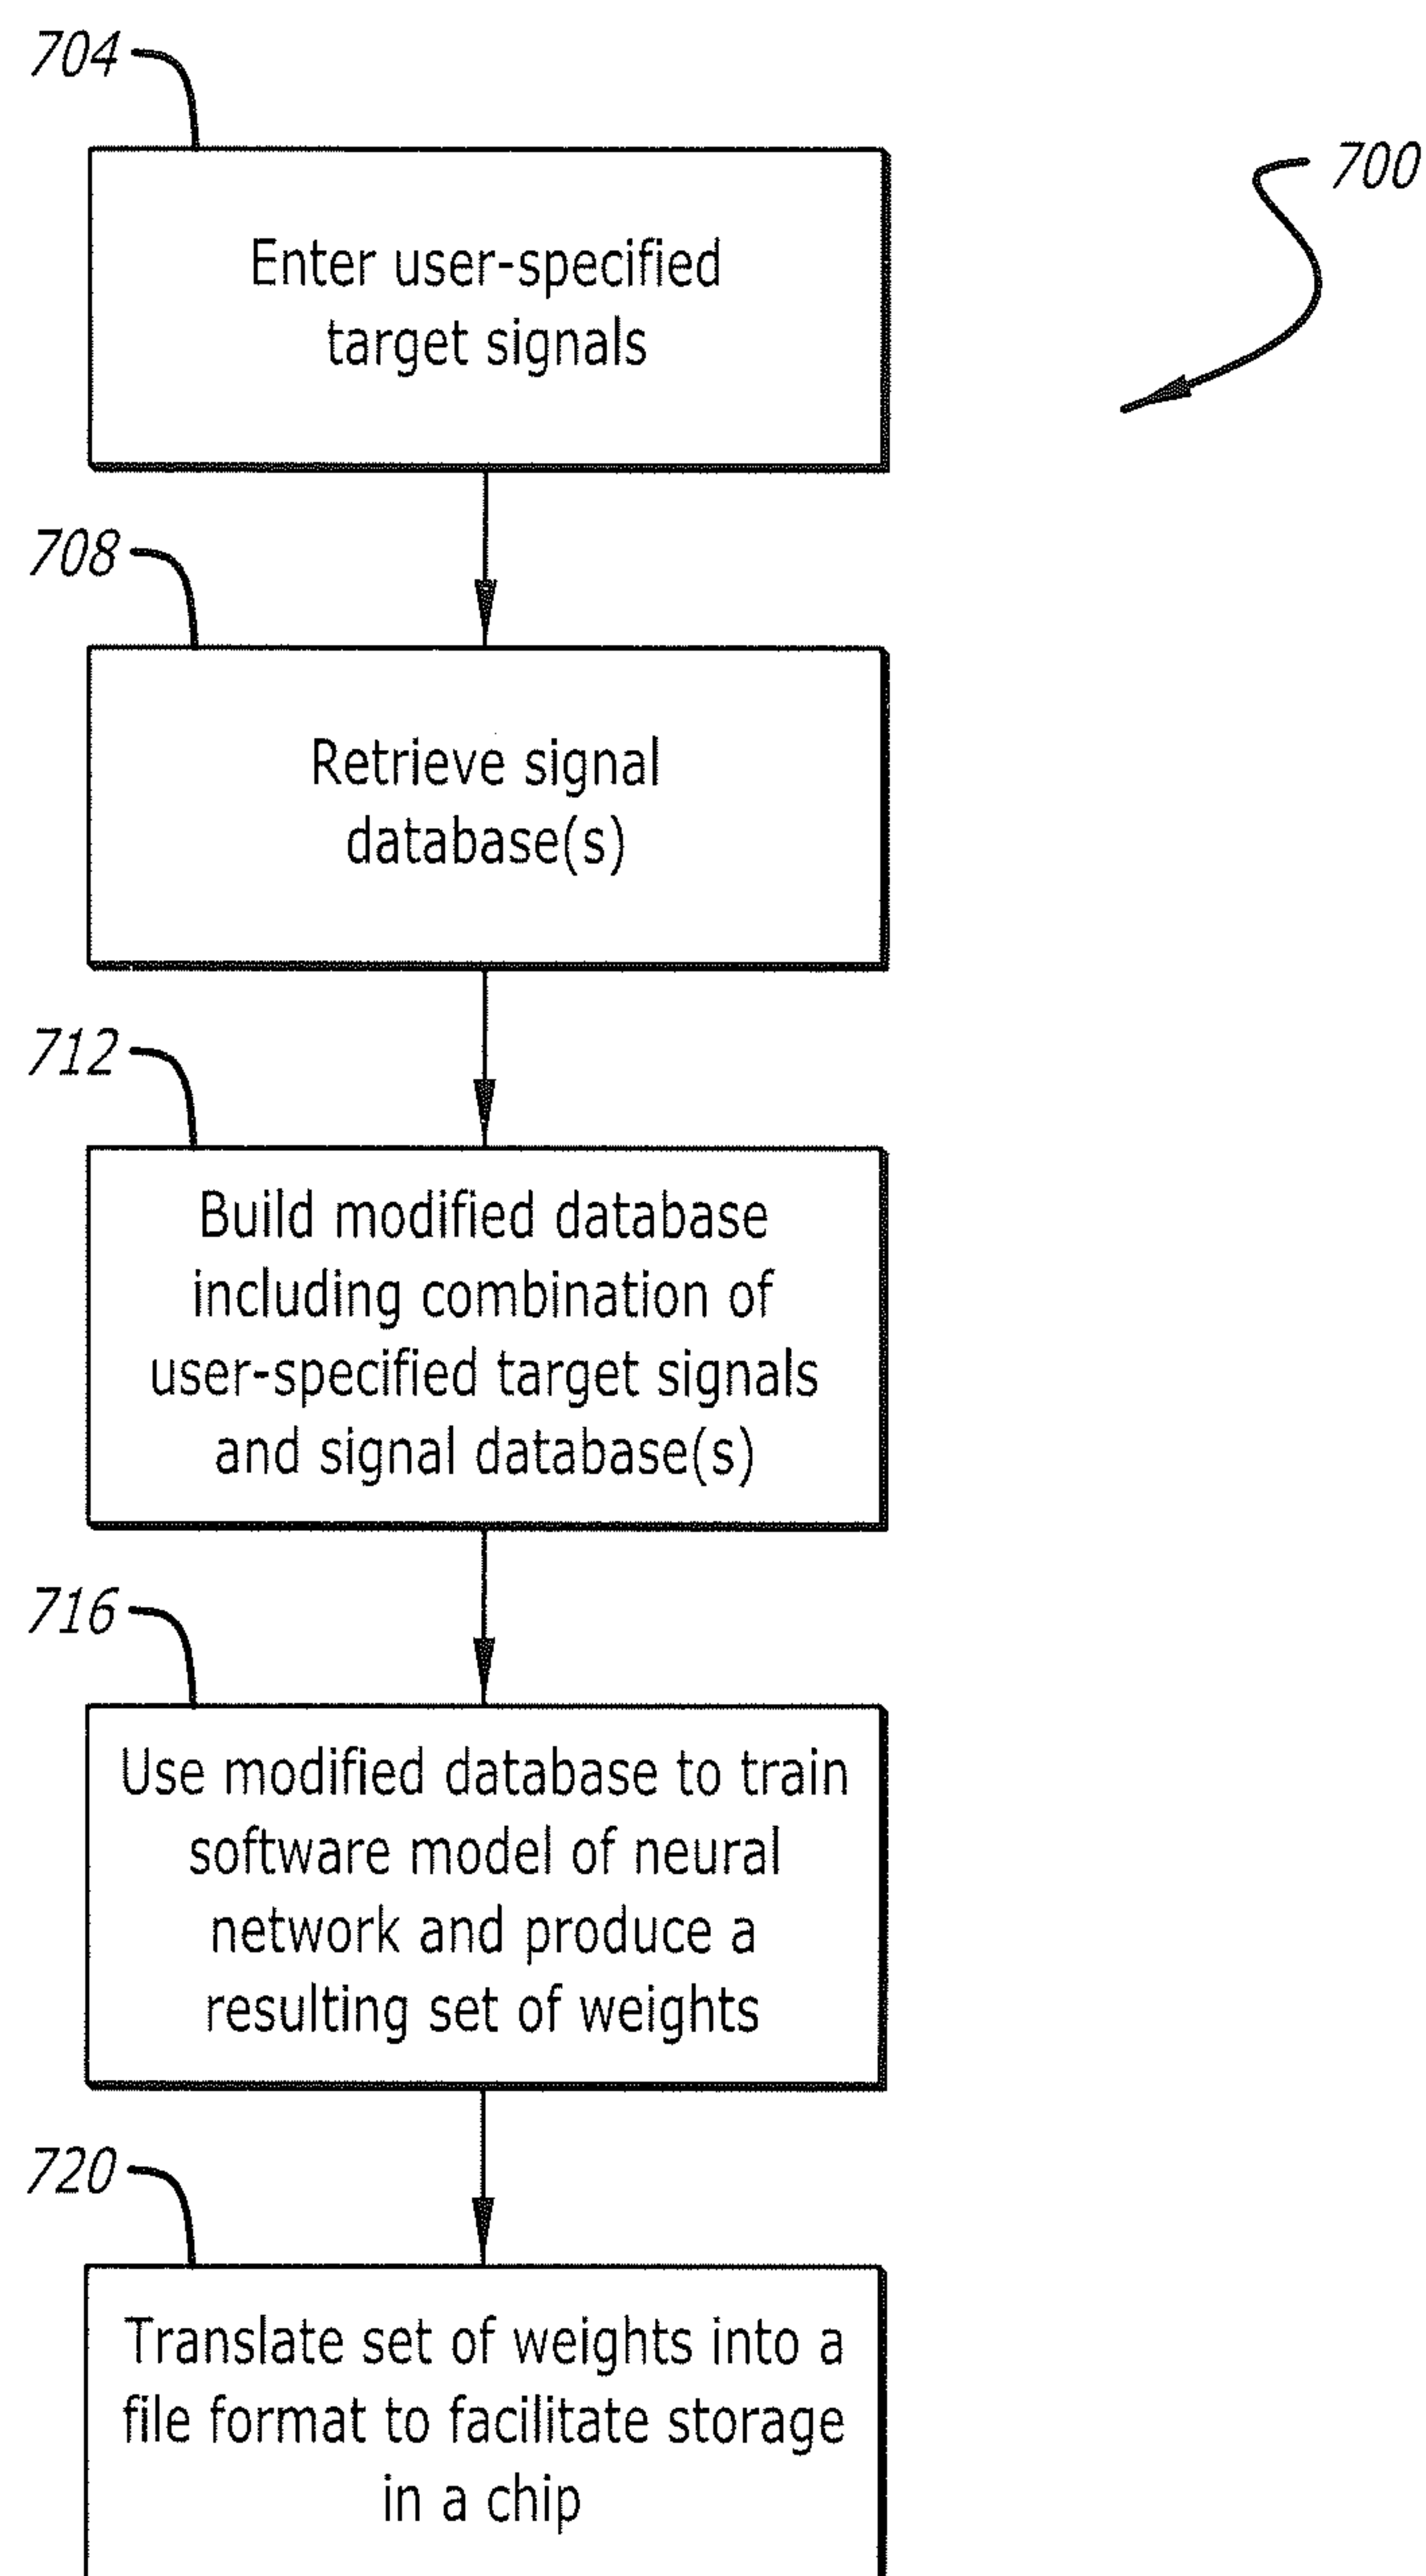 704
700
Enter user-specified
target signals
708
Retrieve signal
database(s)
712
Build modified database
including combination of
user-specified target signals
and signal database(s)
716
Use modified database to train
software model of neural
network and produce a
resulting set of weights
720
Translate set of weights into a
file format to facilitate storage
in a chip